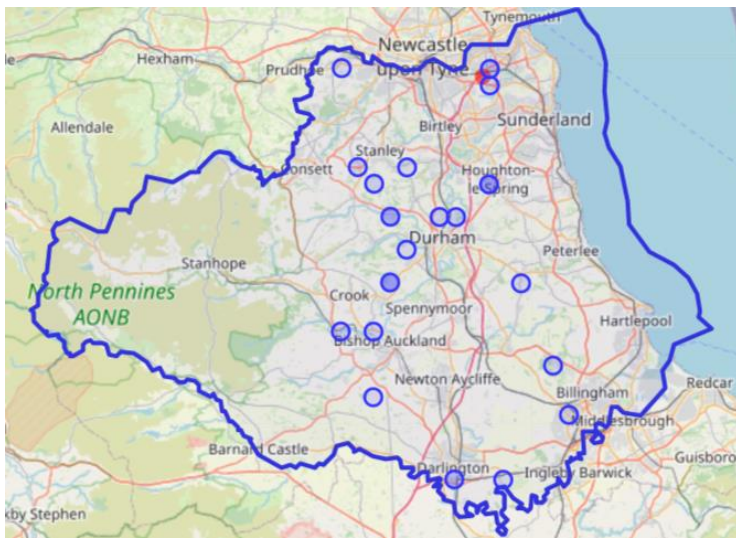 Tynemouth
Newcastle
upon Tyne
Hexham
Prudhoe
Allendale
Birtley
Sunderland
Stanley
Consett
Houghton-
le-Spring
Durham
Peterlee
Stanhope
North Pennines
AONB
Crook
Spennymoor
Hartlepool
Bishop Auckland
Newton Aycliffe
Billingham
Redcar
Middlesbrough
Barnard Castle
Darlington
Ingleby Barwick
Guisboro
kby Stephen